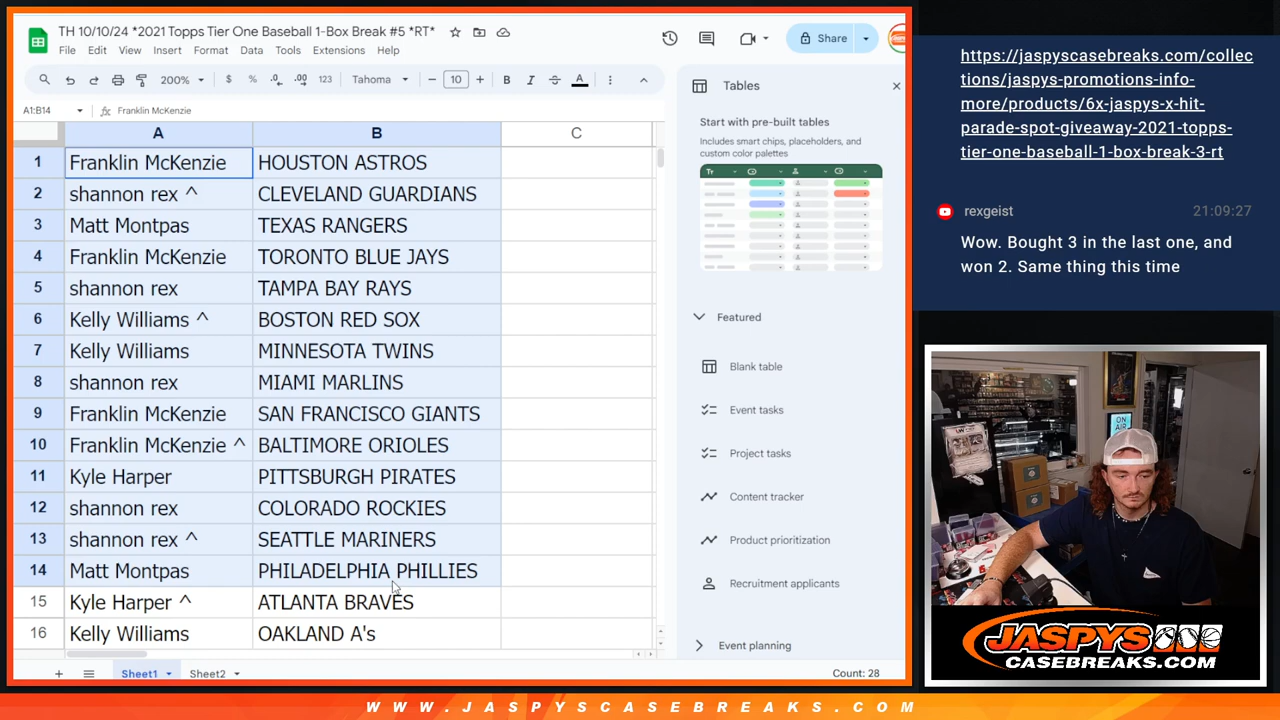 TH 10/10/24 *2021 Topps Tier One Baseball 1-Box Break #5 *RT*
File Edit View Insert Format Data Tools Extensions Help
Share
200% $ % .0 .00 123 Tahoma 10 B I A
A1:B14 fx Franklin McKenzie
A B C
1 Franklin McKenzie HOUSTON ASTROS
2 shannon rex ^ CLEVELAND GUARDIANS
3 Matt Montpas TEXAS RANGERS
4 Franklin McKenzie TORONTO BLUE JAYS
5 shannon rex TAMPA BAY RAYS
6 Kelly Williams ^ BOSTON RED SOX
7 Kelly Williams MINNESOTA TWINS
8 shannon rex MIAMI MARLINS
9 Franklin McKenzie SAN FRANCISCO GIANTS
10 Franklin McKenzie ^ BALTIMORE ORIOLES
11 Kyle Harper PITTSBURGH PIRATES
12 shannon rex COLORADO ROCKIES
13 shannon rex ^ SEATTLE MARINERS
14 Matt Montpas PHILADELPHIA PHILLIES
15 Kyle Harper ^ ATLANTA BRAVES
16 Kelly Williams OAKLAND A's
Sheet1 Sheet2 Count: 28
Tables
Start with pre-built tables
Includes smart chips, placeholders, and
custom color palettes
Featured
Blank table
Event tasks
Project tasks
Content tracker
Product prioritization
Recruitment applicants
Event planning
https://jaspyscasebreaks.com/collec
tions/jaspys-promotions-info-
more/products/6x-jaspys-x-hit-
parade-spot-giveaway-2021-topps-
tier-one-baseball-1-box-break-3-rt
rexgeist 21:09:27
Wow. Bought 3 in the last one, and
won 2. Same thing this time
ON
AIR
JASPYS
CASEBREAKS.COM
WWW.JASPYSCASEBREAKS.COM